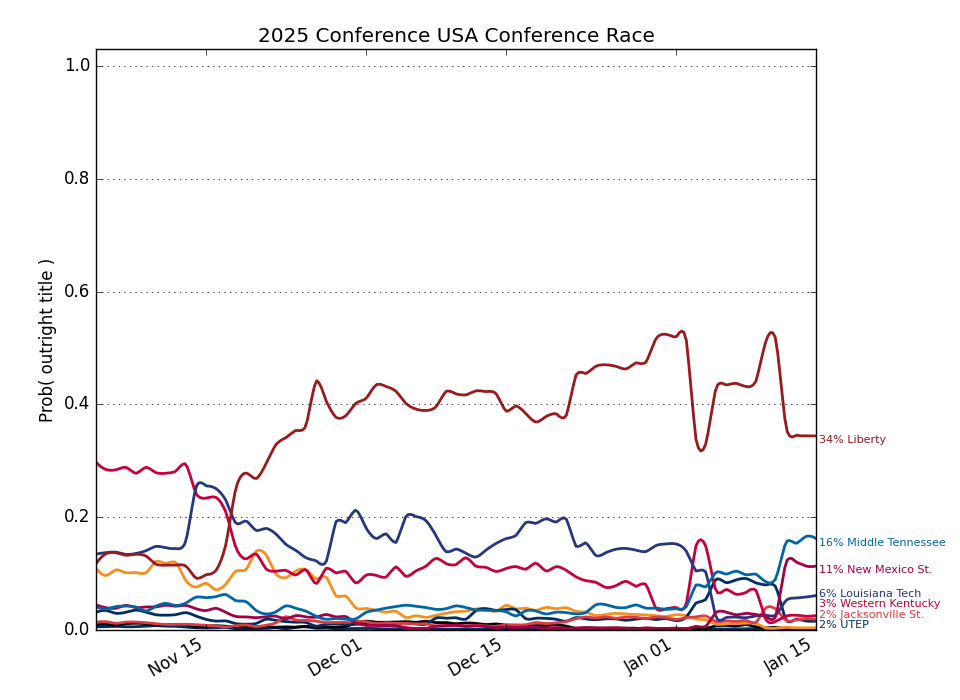 2025 Conference USA Conference Race
Prob( outright title )
1.0
0.8
0.6
0.4
0.2
0.0
34% Liberty
16% Middle Tennessee
11% New Mexico St.
6% Louisiana Tech
3% Western Kentucky
2% Jacksonville St.
2% UTEP
Nov 15
Dec 01
Dec 15
Jan 01
Jan 15